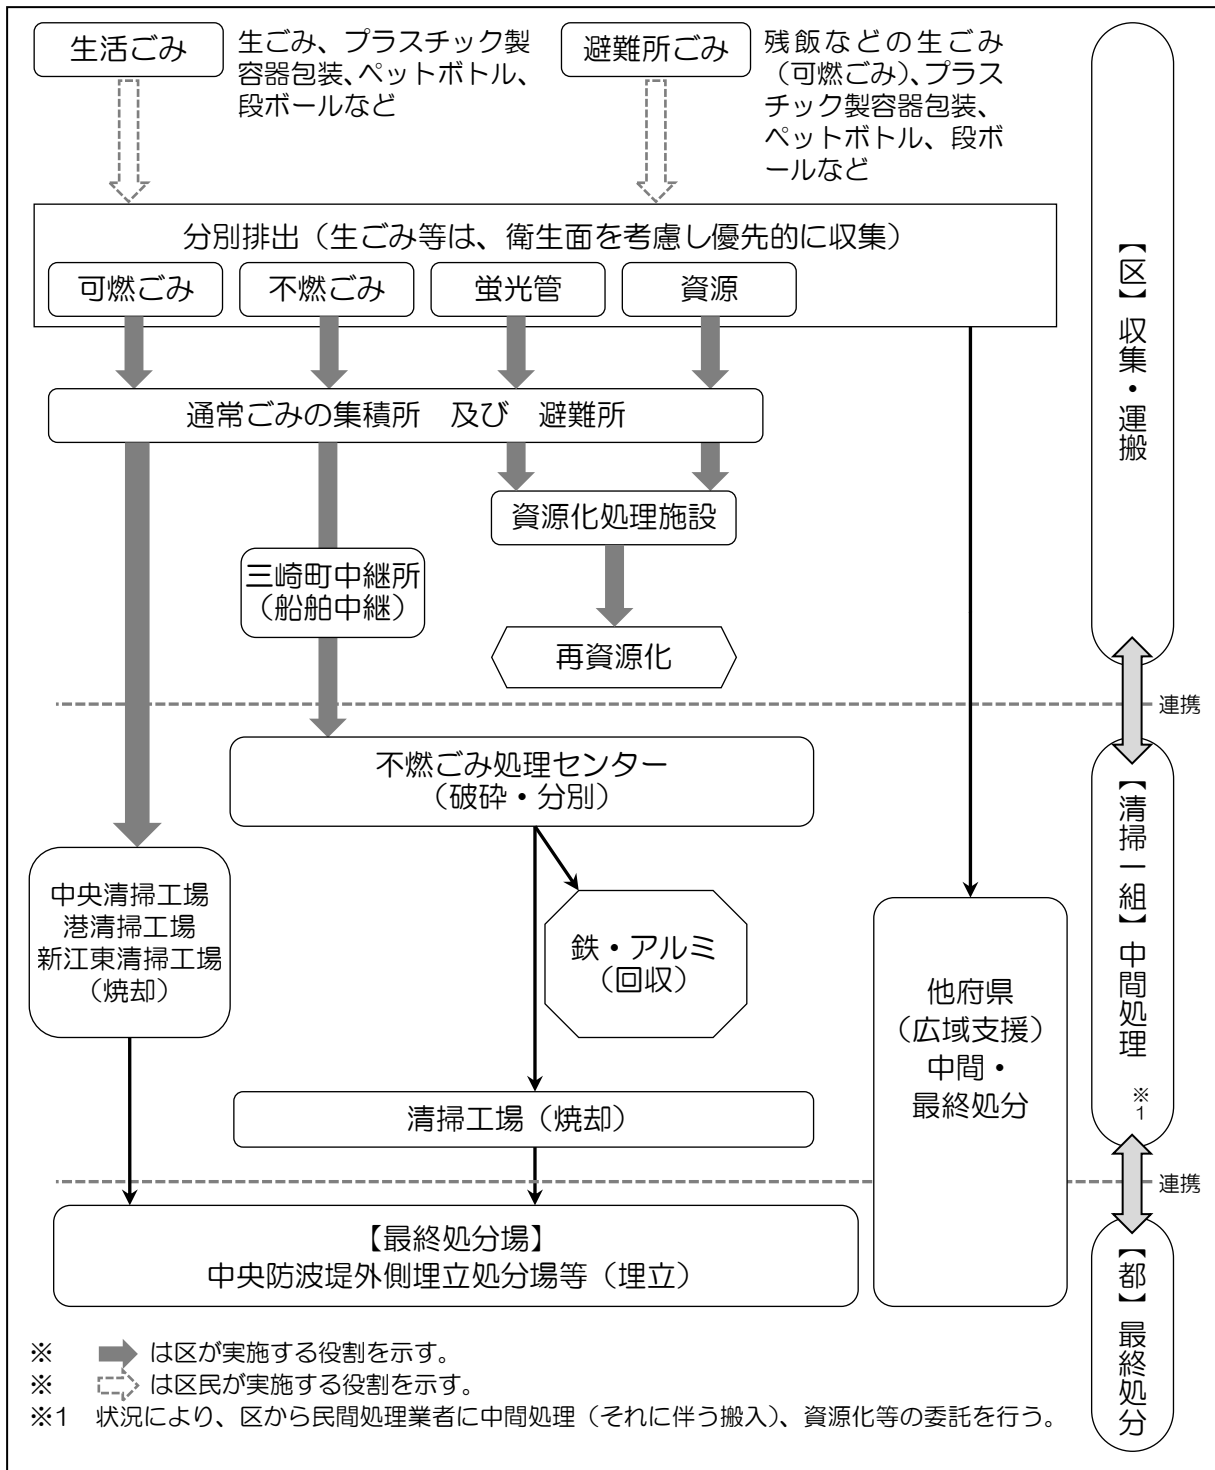 生活ごみ
生ごみ、プラスチック製
容器包装、ペットボトル、
段ボールなど
避難所ごみ
残飯などの生ごみ
（可燃ごみ）、プラス
チック製容器包装、
ペットボトル、段ボ
ールなど
分別排出（生ごみ等は、衛生面を考慮し優先的に収集）
可燃ごみ
不燃ごみ
蛍光管
資源
通常ごみの集積所　及び　避難所
資源化処理施設
三崎町中継所
（船舶中継）
再資源化
【区】収集・運搬
連携
不燃ごみ処理センター
（破砕・分別）
中央清掃工場
港清掃工場
新江東清掃工場
（焼却）
鉄・アルミ
（回収）
他府県
（広域支援）
中間・
最終処分
【清掃一組】中間処理 ※1
清掃工場（焼却）
連携
【最終処分場】
中央防波堤外側埋立処分場等（埋立）
【都】最終処分
※　は区が実施する役割を示す。
※　は区民が実施する役割を示す。
※1　状況により、区から民間処理業者に中間処理（それに伴う搬入）、資源化等の委託を行う。